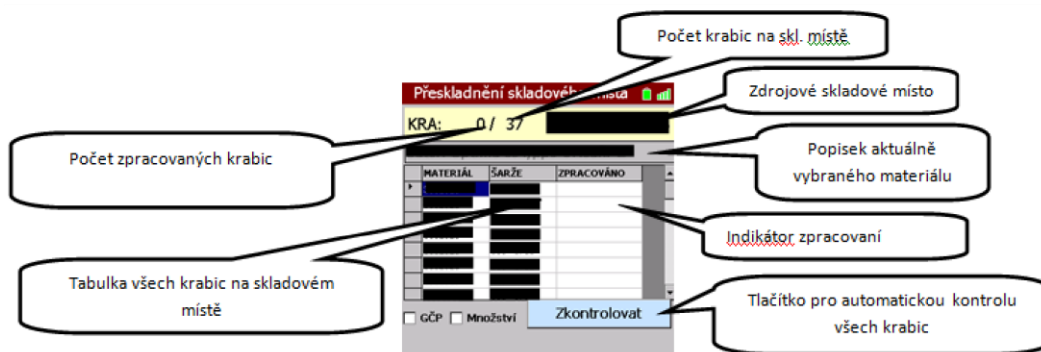 Počet krabic na skl. místě
Přeskladnění skladového místa
Zdrojové skladové místo
KRA: 0 / 37
Počet zpracovaných krabic
Popisek aktuálně
vybraného materiálu
MATERIÁL ŠARŽE ZPRACOVÁNO
Indikátor zpracovaní
Tabulka všech krabic na skladovém
místě
Tlačítko pro automatickou kontrolu
všech krabic
GČP Množství Zkontrolovat